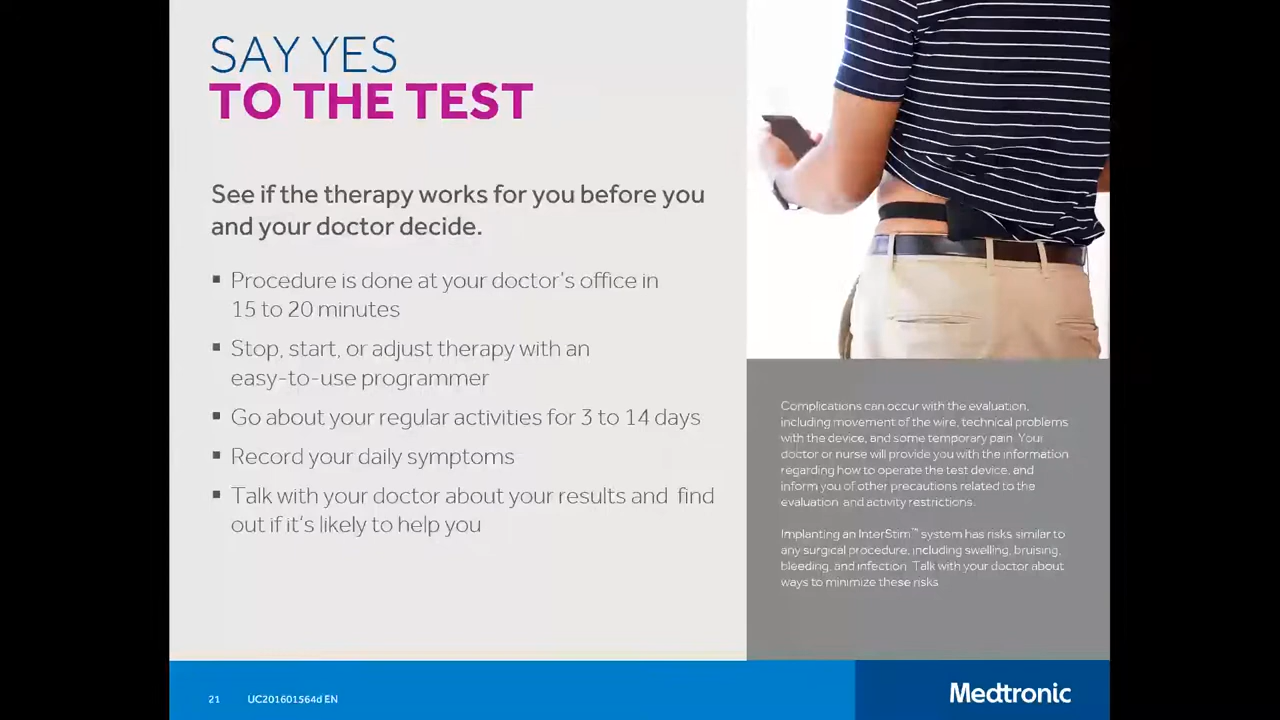 SAY YES
TO THE TEST
See if the therapy works for you before you
and your doctor decide.
▪ Procedure is done at your doctor's office in
15 to 20 minutes
▪ Stop, start, or adjust therapy with an
easy-to-use programmer
▪ Go about your regular activities for 3 to 14 days
▪ Record your daily symptoms
▪ Talk with your doctor about your results and find
out if it's likely to help you
Complications can occur with the evaluation,
including movement of the wire, technical problems
with the device, and some temporary pain. Your
doctor or nurse will provide you with the information
regarding how to operate the test device, and
inform you of other precautions related to the
evaluation and activity restrictions.
Implanting an InterStim™ system has risks similar to
any surgical procedure, including swelling, bruising,
bleeding, and infection. Talk with your doctor about
ways to minimize these risks.
21 UC201601564d EN
Medtronic